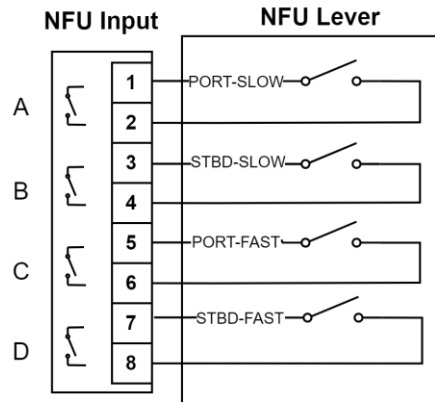 NFU Input NFU Lever
A
1 PORT-SLOW
2
B
3 STBD-SLOW
4
C
5 PORT-FAST
6
D
7 STBD-FAST
8